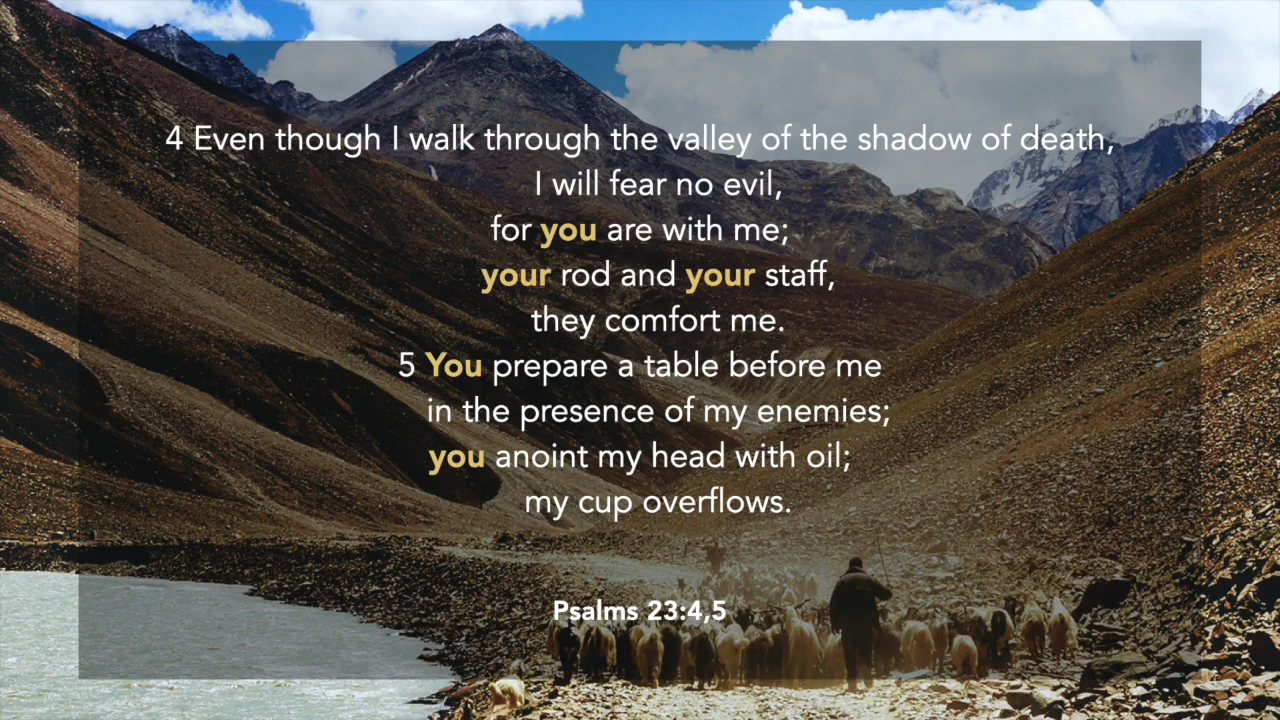 4 Even though I walk through the valley of the shadow of death,
I will fear no evil,
for you are with me;
your rod and your staff,
they comfort me.
5 You prepare a table before me
in the presence of my enemies;
you anoint my head with oil;
my cup overflows.
Psalms 23:4,5